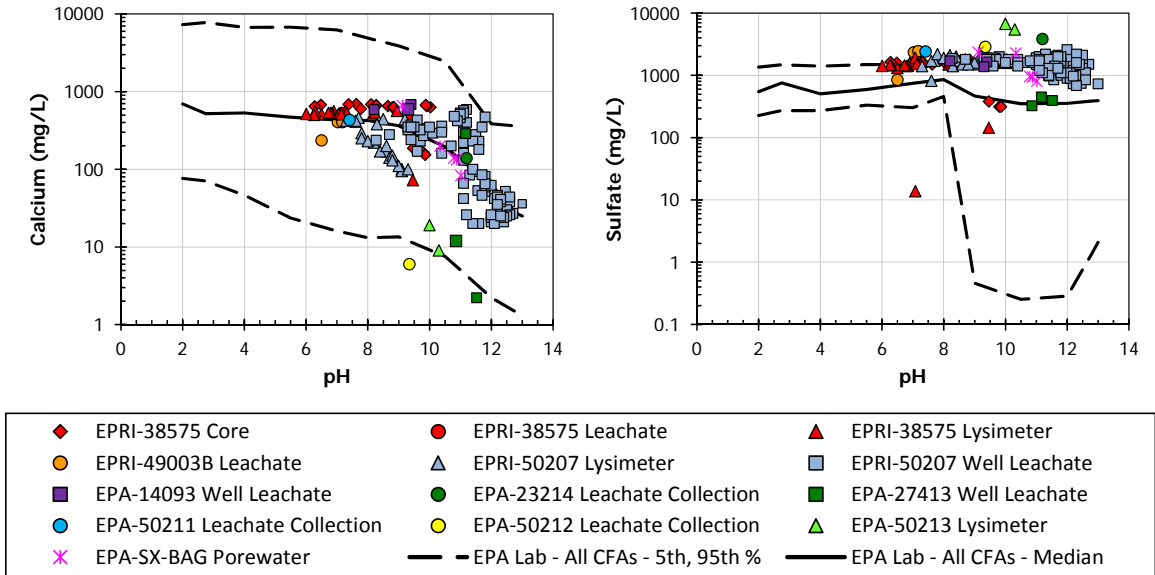 10000
1000
100
10
1
Calcium (mg/L)
0 2 4 6 8 10 12 14
pH
10000
1000
100
10
1
0.1
Sulfate (mg/L)
0 2 4 6 8 10 12 14
pH
EPRI-38575 Core
EPRI-38575 Leachate
EPRI-38575 Lysimeter
EPRI-49003B Leachate
EPRI-50207 Lysimeter
EPRI-50207 Well Leachate
EPA-14093 Well Leachate
EPA-23214 Leachate Collection
EPA-27413 Well Leachate
EPA-50211 Leachate Collection
EPA-50212 Leachate Collection
EPA-50213 Lysimeter
EPA-SX-BAG Porewater
EPA Lab - All CFAs - 5th, 95th %
EPA Lab - All CFAs - Median